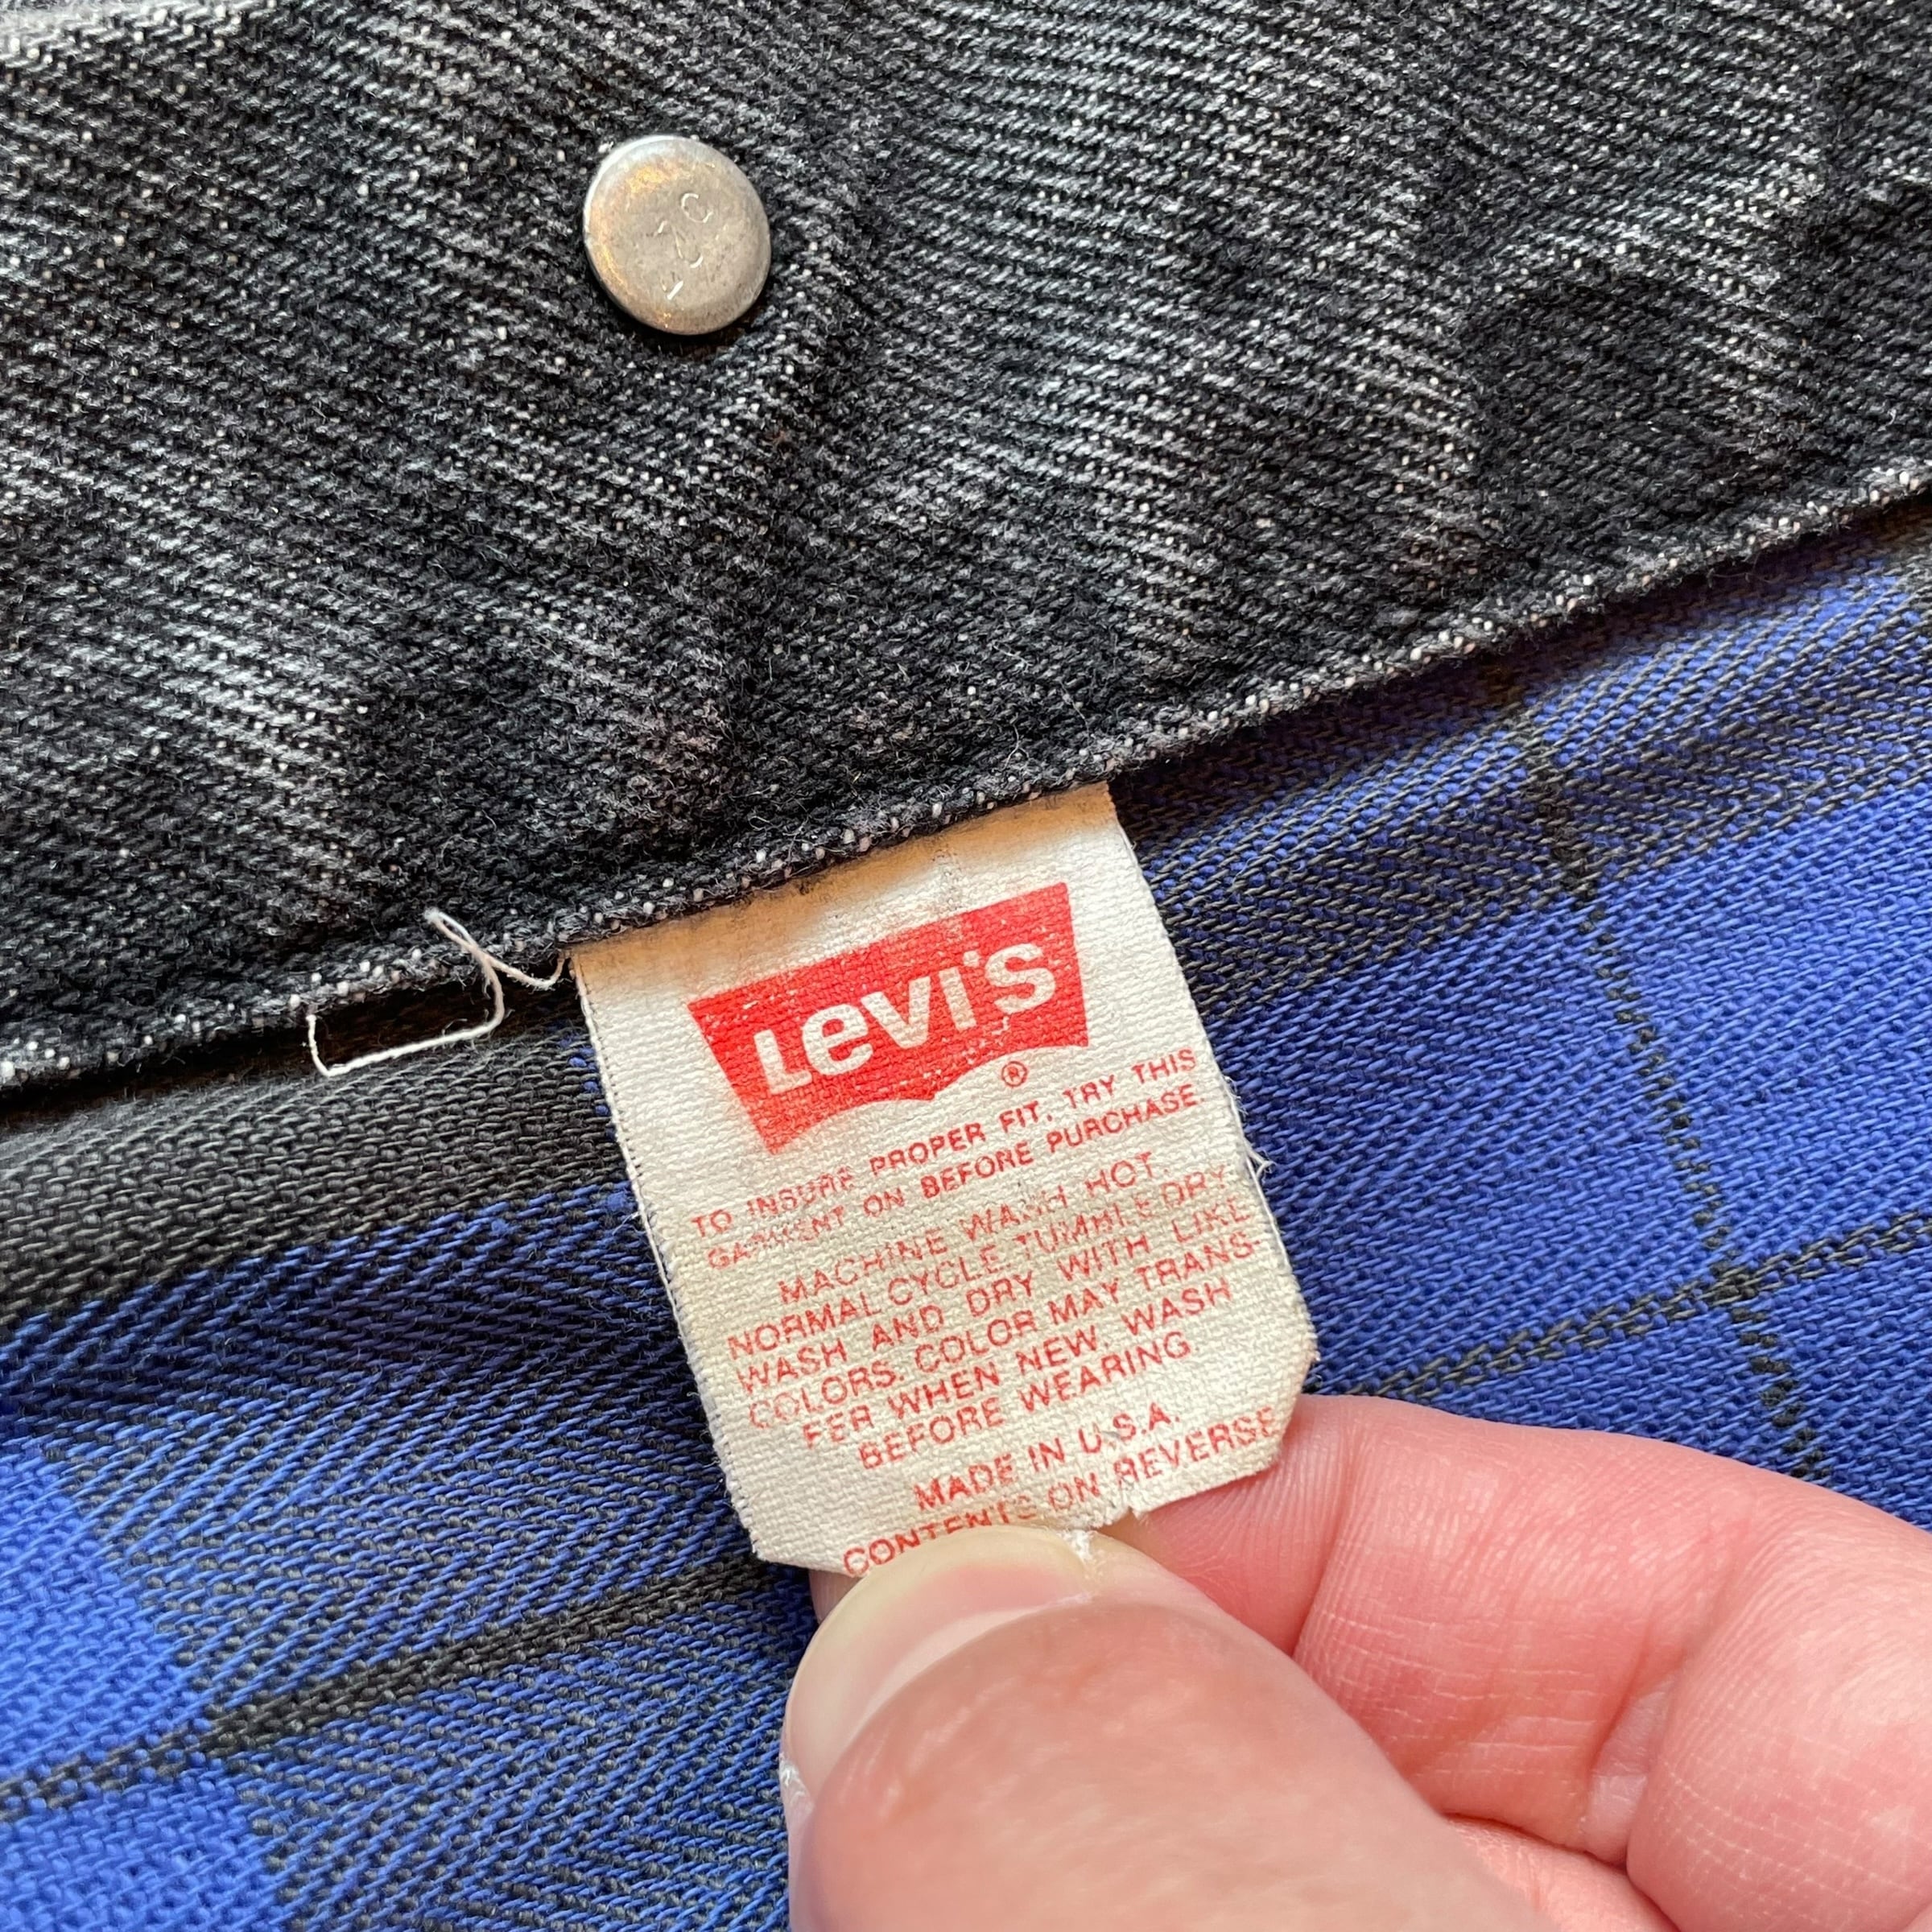 520
Levi's
®
TO INSURE PROPER FIT, TRY THIS
GARMENT ON BEFORE PURCHASE
MACHINE WASH HOT.
NORMAL CYCLE. TUMBLE DRY
WASH AND DRY WITH LIKE
COLORS. COLOR MAY TRANS-
FER WHEN NEW. WASH
BEFORE WEARING
MADE IN U.S.A.
CONTENTS ON REVERSE